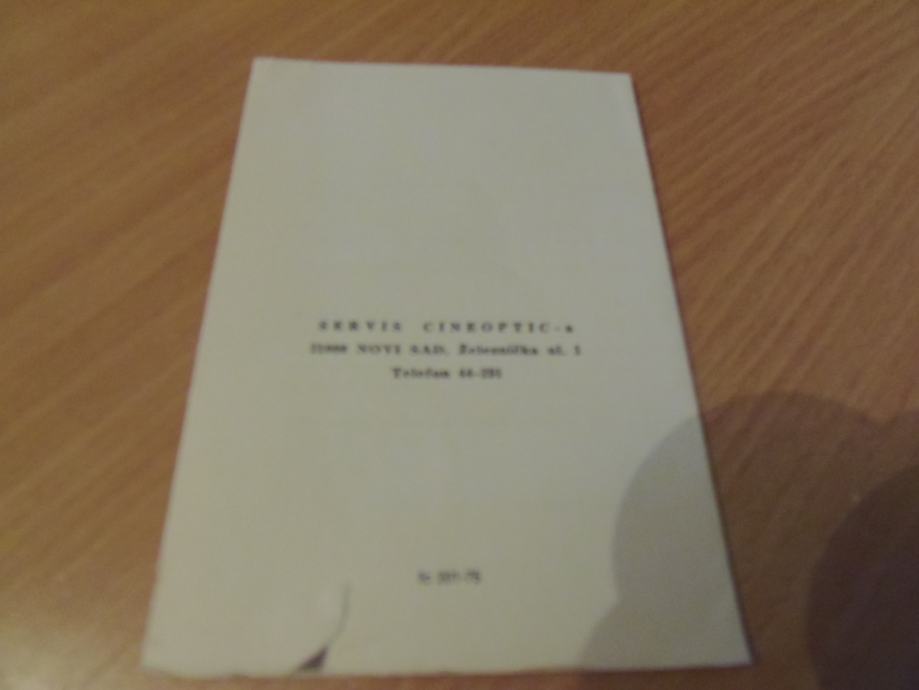 SERVIS CINEOPTIC-a
21000 NOVI SAD, Železnička ul. 1
Telefon 44-291